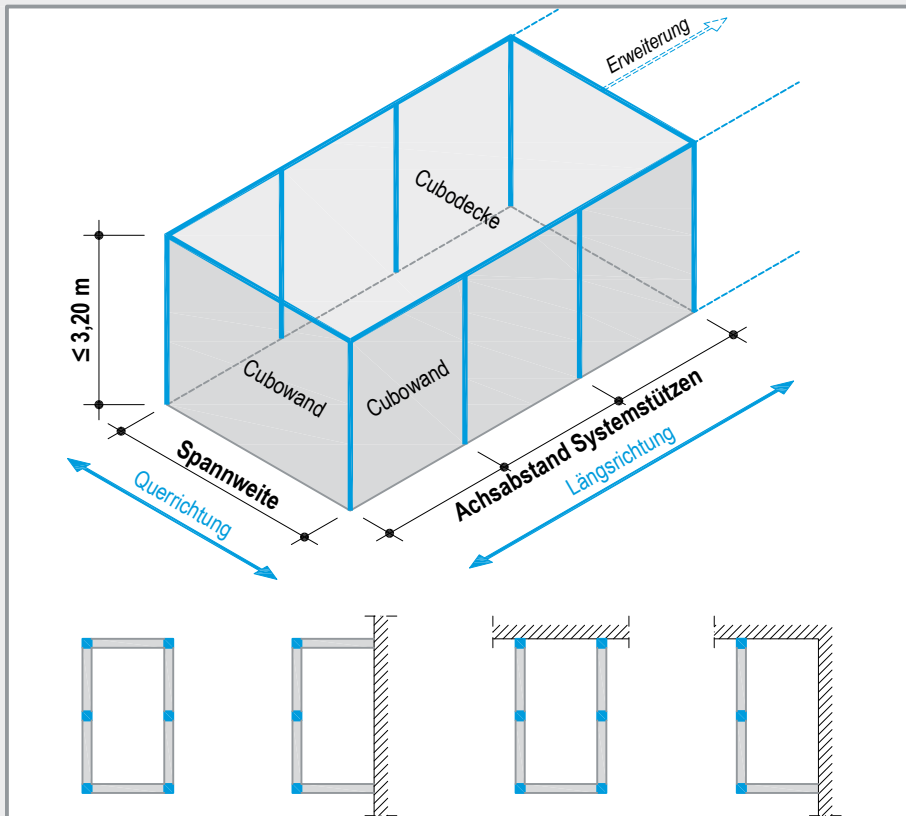 Erweiterung
Cubodecke
≤ 3,20 m
Cubowand
Cubowand
Spannweite
Achsabstand Systemstützen
Querrichtung
Längsrichtung